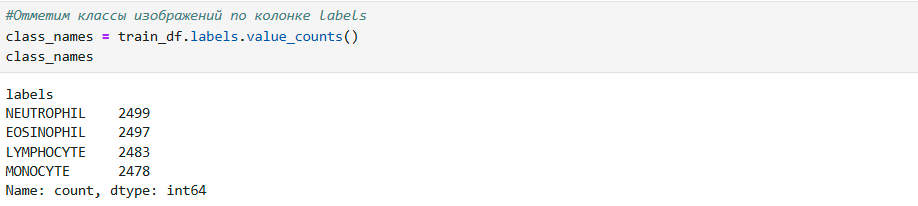 #Отметим классы изображений по колонке labels
class_names = train_df.labels.value_counts()
class_names
labels
NEUTROPHIL    2499
EOSINOPHIL    2497
LYMPHOCYTE    2483
MONOCYTE      2478
Name: count, dtype: int64